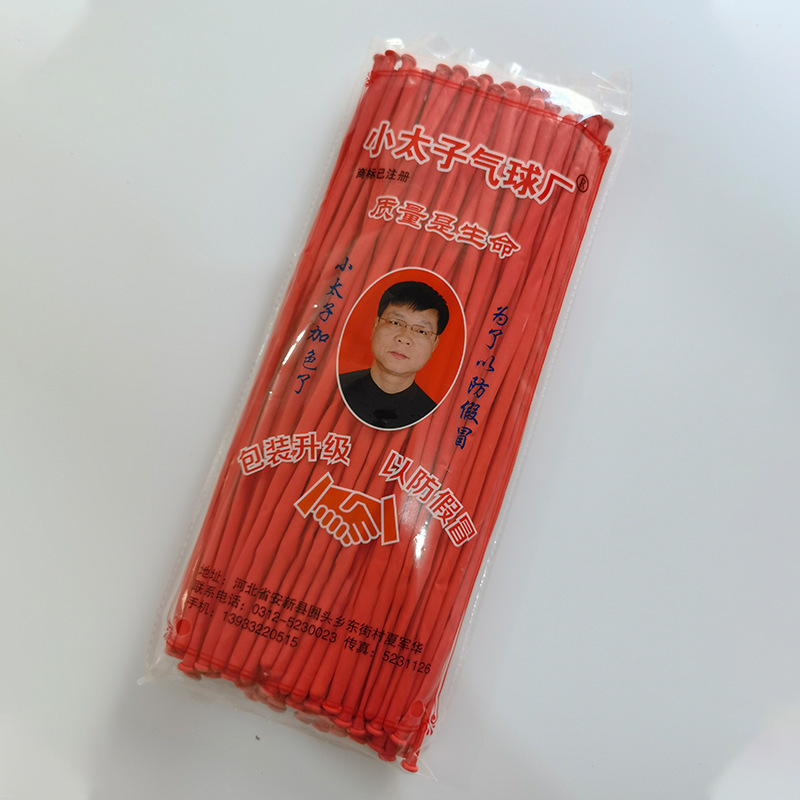 小太子气球厂®
商标已注册
质量是生命
小太子加色了
为了以防假冒
包装升级 以防假冒
地址：河北省安新县圈头乡东街村夏军华
联系电话：0312-5230023 传真：5231126
手机：13933220515